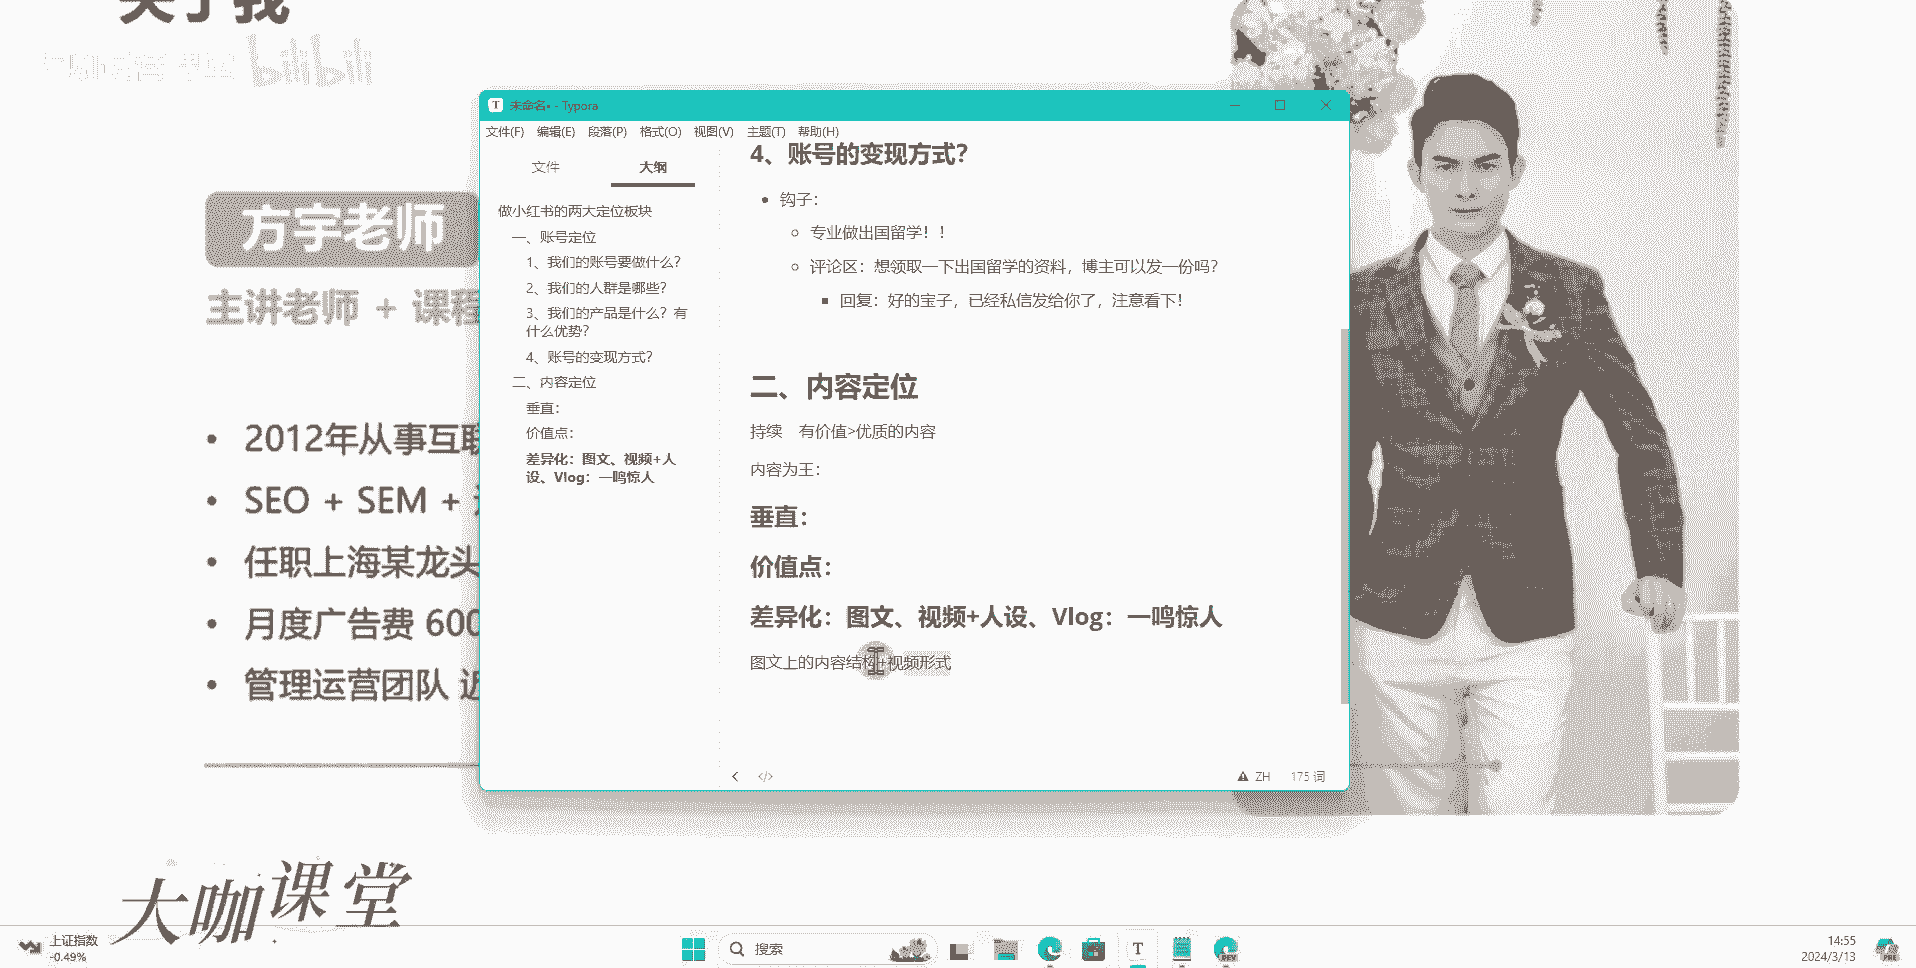 关于我
bilibili
方宇老师
主讲老师 + 课程
2012年从事互联
SEO + SEM +
任职上海某龙头
月度广告费 600
管理运营团队 近
大咖课堂
未命名• - Typora
文件(F) 编辑(E) 段落(P) 格式(O) 视图(V) 主题(T) 帮助(H)
文件 大纲
做小红书的两大定位板块
一、账号定位
1、我们的账号要做什么？
2、我们的人群是哪些？
3、我们的产品是什么？有
什么优势？
4、账号的变现方式？
二、内容定位
垂直：
价值点：
差异化：图文、视频+人
设、Vlog：一鸣惊人
4、账号的变现方式？
钩子：
专业做出国留学！！
评论区：想领取一下出国留学的资料，博主可以发一份吗？
回复：好的宝子，已经私信发给你了，注意看下！
二、内容定位
持续 有价值>优质的内容
内容为王：
垂直：
价值点：
差异化：图文、视频+人设、Vlog：一鸣惊人
图文上的内容结构+视频形式
ZH 175 词
上证指数
-0.49%
搜索
T
DEV
14:55
2024/3/13
PRE